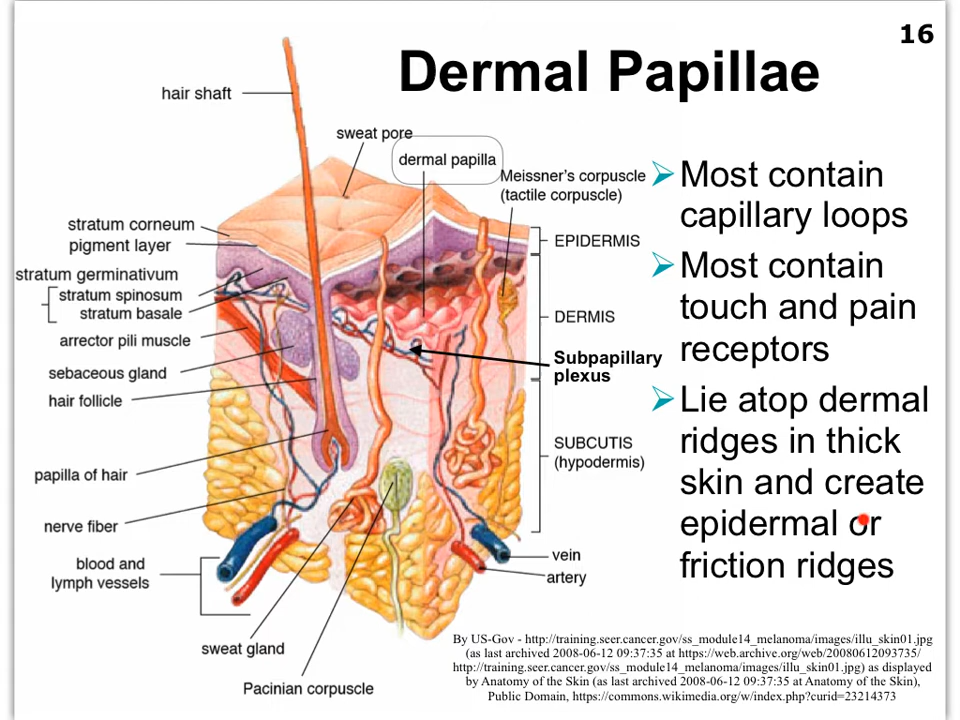 16
Dermal Papillae
hair shaft
sweat pore
dermal papilla
Meissner's corpuscle
(tactile corpuscle)
stratum corneum
pigment layer
stratum germinativum
stratum spinosum
stratum basale
arrector pili muscle
sebaceous gland
hair follicle
papilla of hair
nerve fiber
blood and
lymph vessels
sweat gland
Pacinian corpuscle
EPIDERMIS
DERMIS
Subpapillary
plexus
SUBCUTIS
(hypodermis)
vein
artery
Most contain
capillary loops
Most contain
touch and pain
receptors
Lie atop dermal
ridges in thick
skin and create
epidermal or
friction ridges
By US-Gov - http://training.seer.cancer.gov/ss_module14_melanoma/images/illu_skin01.jpg
(as last archived 2008-06-12 09:37:35 at https://web.archive.org/web/20080612093735/
http://training.seer.cancer.gov/ss_module14_melanoma/images/illu_skin01.jpg) as displayed
by Anatomy of the Skin (as last archived 2008-06-12 09:37:35 at Anatomy of the Skin),
Public Domain, https://commons.wikimedia.org/w/index.php?curid=23214373